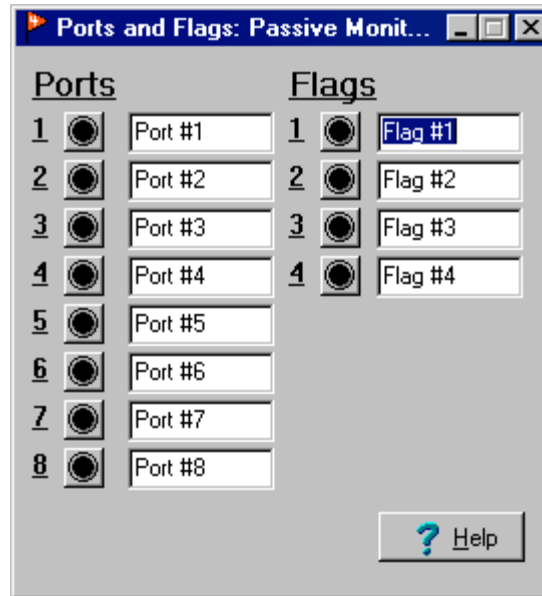 Ports and Flags: Passive Monit...
Ports
Flags
1 Port #1 1 Flag #1
2 Port #2 2 Flag #2
3 Port #3 3 Flag #3
4 Port #4 4 Flag #4
5 Port #5
6 Port #6
7 Port #7
8 Port #8
? Help